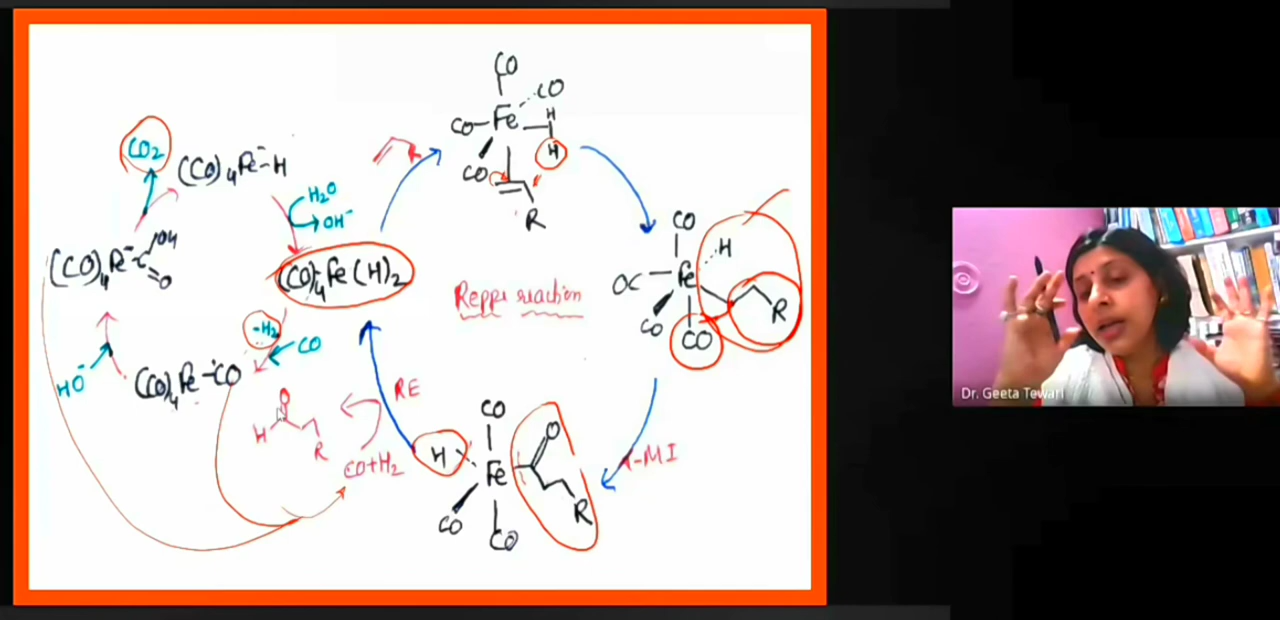 CO
CO
CO Fe H
H
CO
R
CO2
(CO)4Fe⁻-H
H2O
OH⁻
R
(CO)4Fe⁻-C OH
O
(CO)4Fe(H)2
Reppe reaction
CO
H
OC Fe
CO
CO
R
-H2
CO
HO⁻
(CO)4Fe-CO
RE
1-MI
O
H
R
CO+H2
CO
H
Fe
O
R
CO
CO
Dr. Geeta Tewari